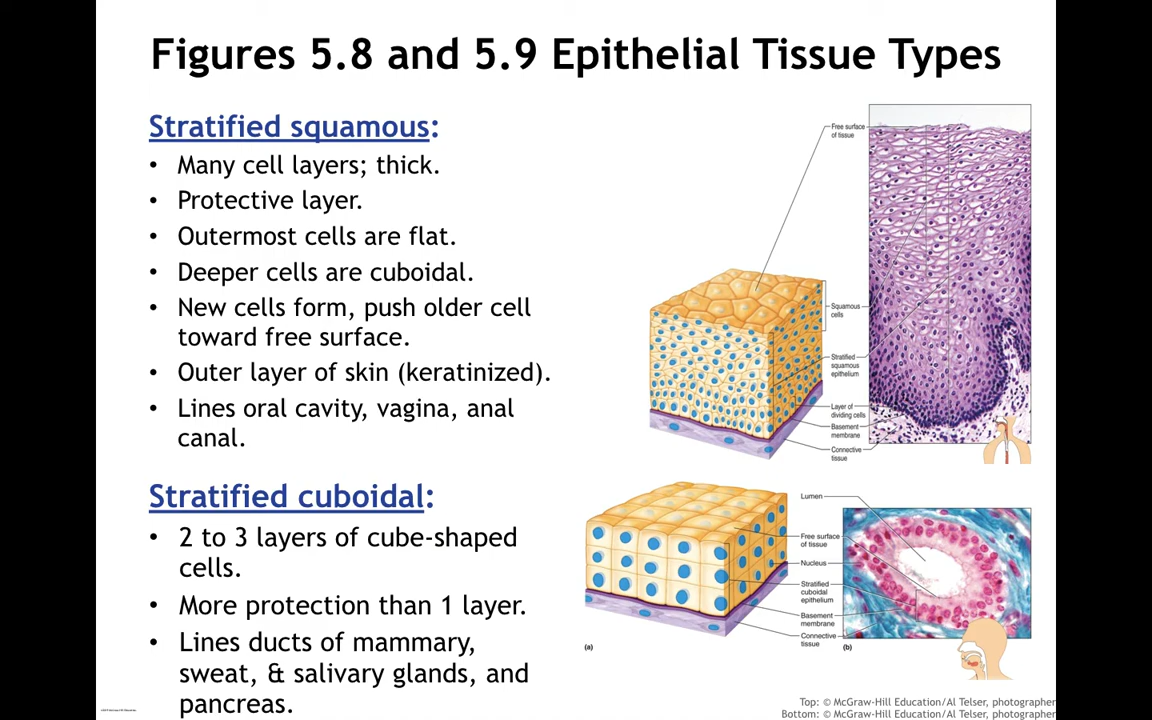 Figures 5.8 and 5.9 Epithelial Tissue Types
Stratified squamous:
• Many cell layers; thick.
• Protective layer.
• Outermost cells are flat.
• Deeper cells are cuboidal.
• New cells form, push older cell
toward free surface.
• Outer layer of skin (keratinized).
• Lines oral cavity, vagina, anal
canal.
Free surface
of tissue
Squamous
cells
Stratified
squamous
epithelium
Layer of
dividing cells
Basement
membrane
Connective
tissue
Stratified cuboidal:
• 2 to 3 layers of cube-shaped
cells.
• More protection than 1 layer.
• Lines ducts of mammary,
sweat, & salivary glands, and
pancreas.
Lumen
Free surface
of tissue
Nucleus
Stratified
cuboidal
epithelium
Basement
membrane
Connective
tissue
(a)
(b)
Top: © McGraw-Hill Education/Al Telser, photographer
Bottom: © McGraw-Hill Education/Al Telser, photographer